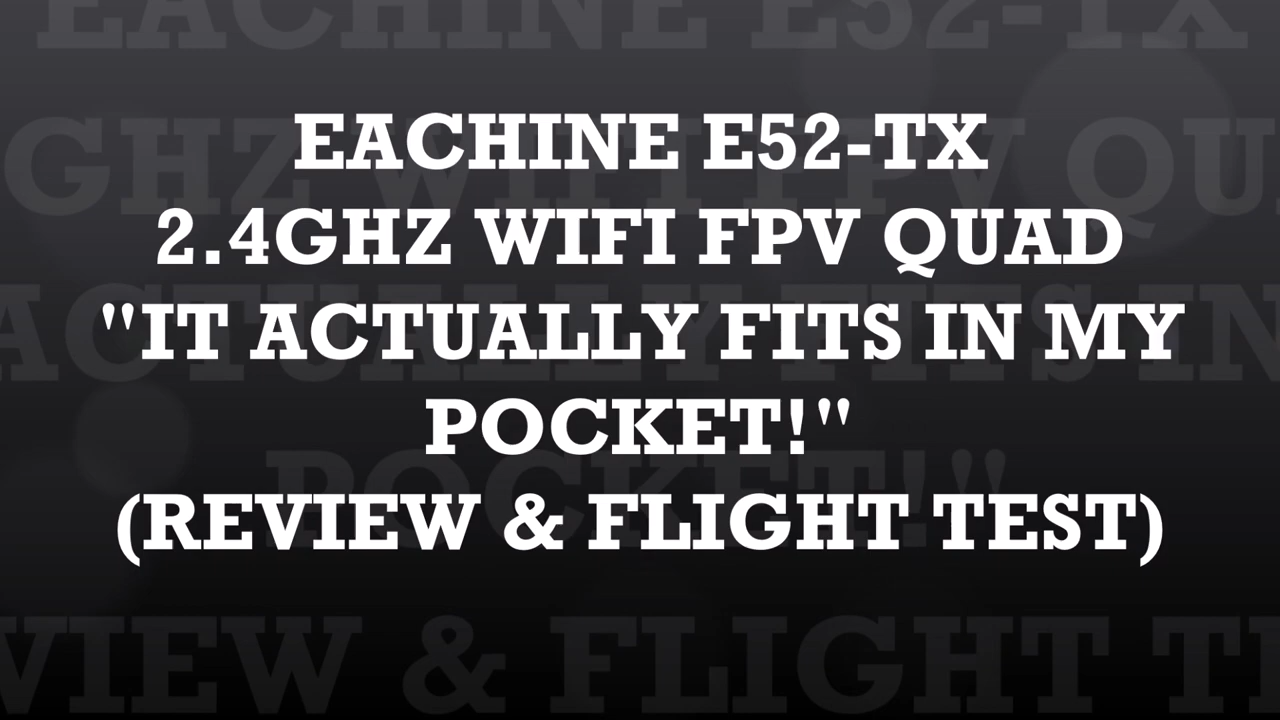 EACHINE E52-TX
2.4GHZ WIFI FPV QUAD
"IT ACTUALLY FITS IN MY
POCKET!"
(REVIEW & FLIGHT TEST)